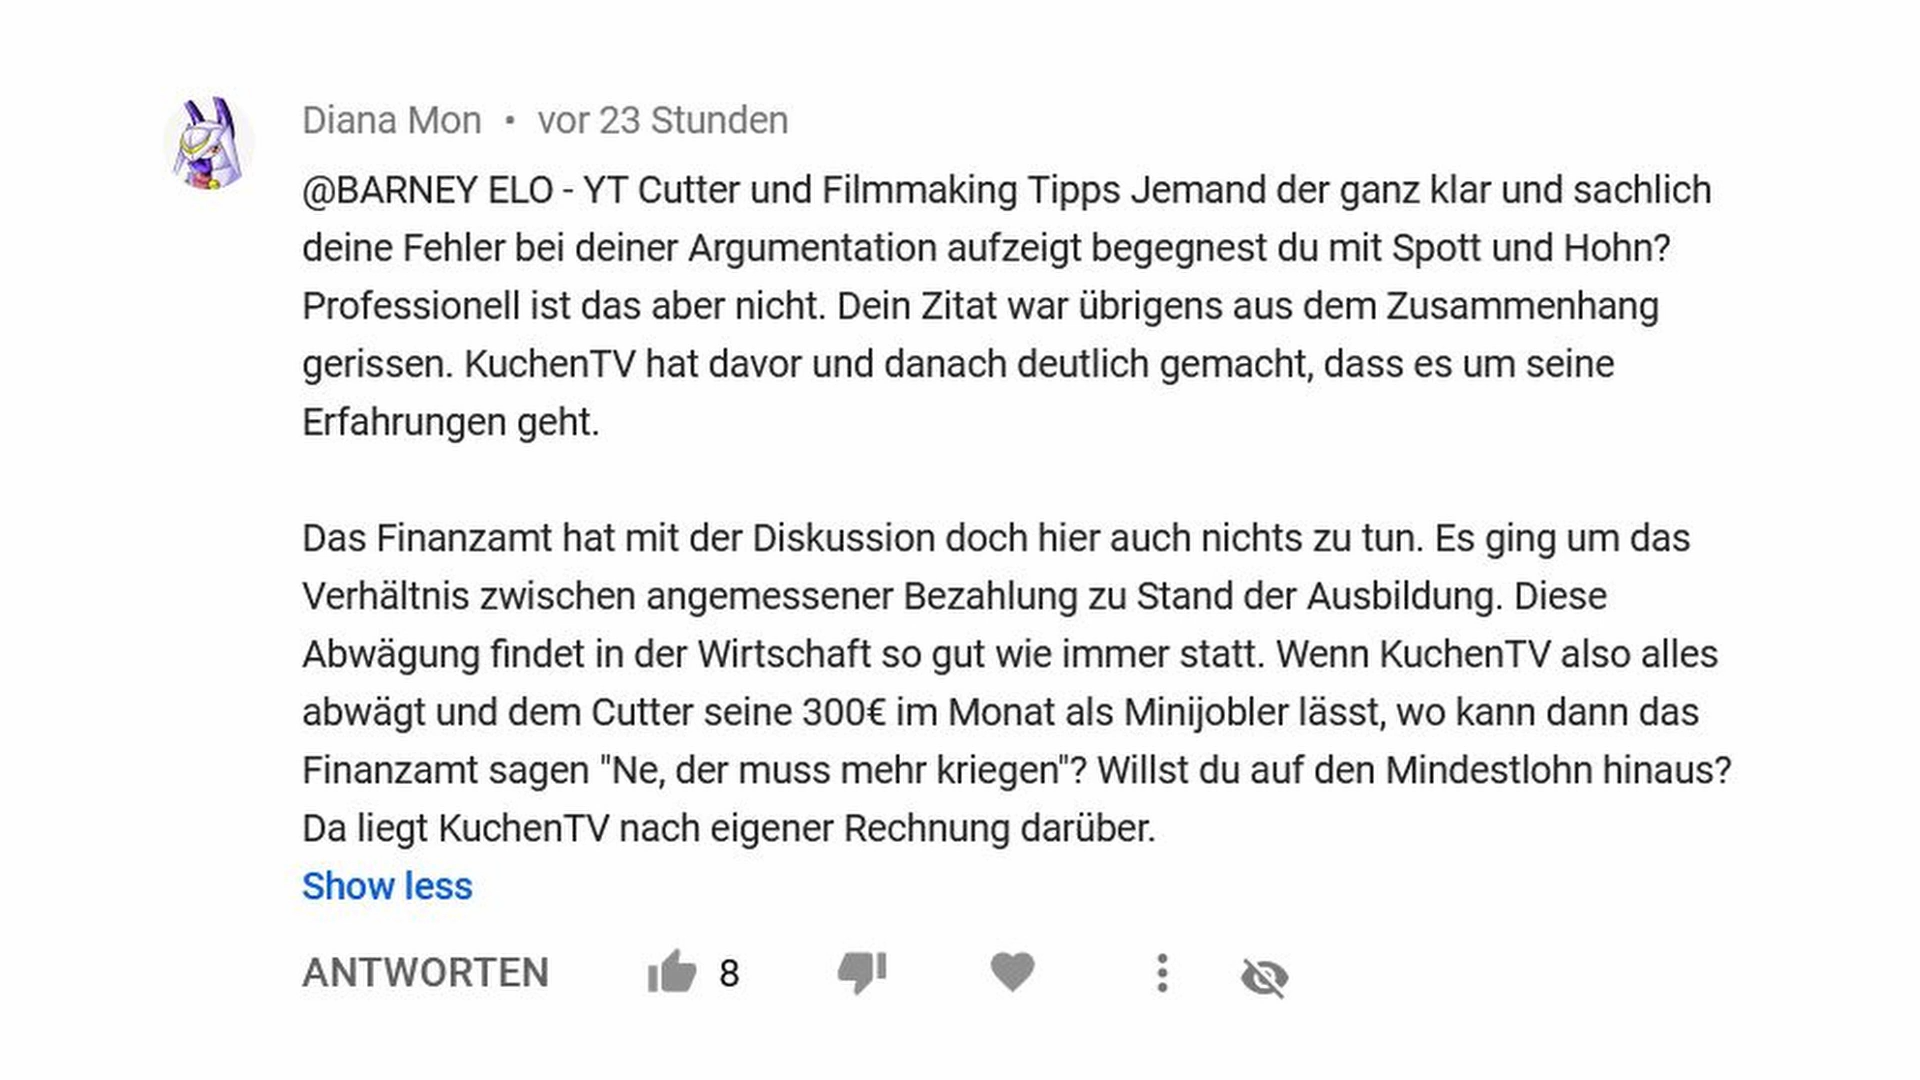 Diana Mon • vor 23 Stunden
@BARNEY ELO - YT Cutter und Filmmaking Tipps Jemand der ganz klar und sachlich
deine Fehler bei deiner Argumentation aufzeigt begegnest du mit Spott und Hohn?
Professionell ist das aber nicht. Dein Zitat war übrigens aus dem Zusammenhang
gerissen. KuchenTV hat davor und danach deutlich gemacht, dass es um seine
Erfahrungen geht.
Das Finanzamt hat mit der Diskussion doch hier auch nichts zu tun. Es ging um das
Verhältnis zwischen angemessener Bezahlung zu Stand der Ausbildung. Diese
Abwägung findet in der Wirtschaft so gut wie immer statt. Wenn KuchenTV also alles
abwägt und dem Cutter seine 300€ im Monat als Minijobler lässt, wo kann dann das
Finanzamt sagen "Ne, der muss mehr kriegen"? Willst du auf den Mindestlohn hinaus?
Da liegt KuchenTV nach eigener Rechnung darüber.
Show less
ANTWORTEN 8